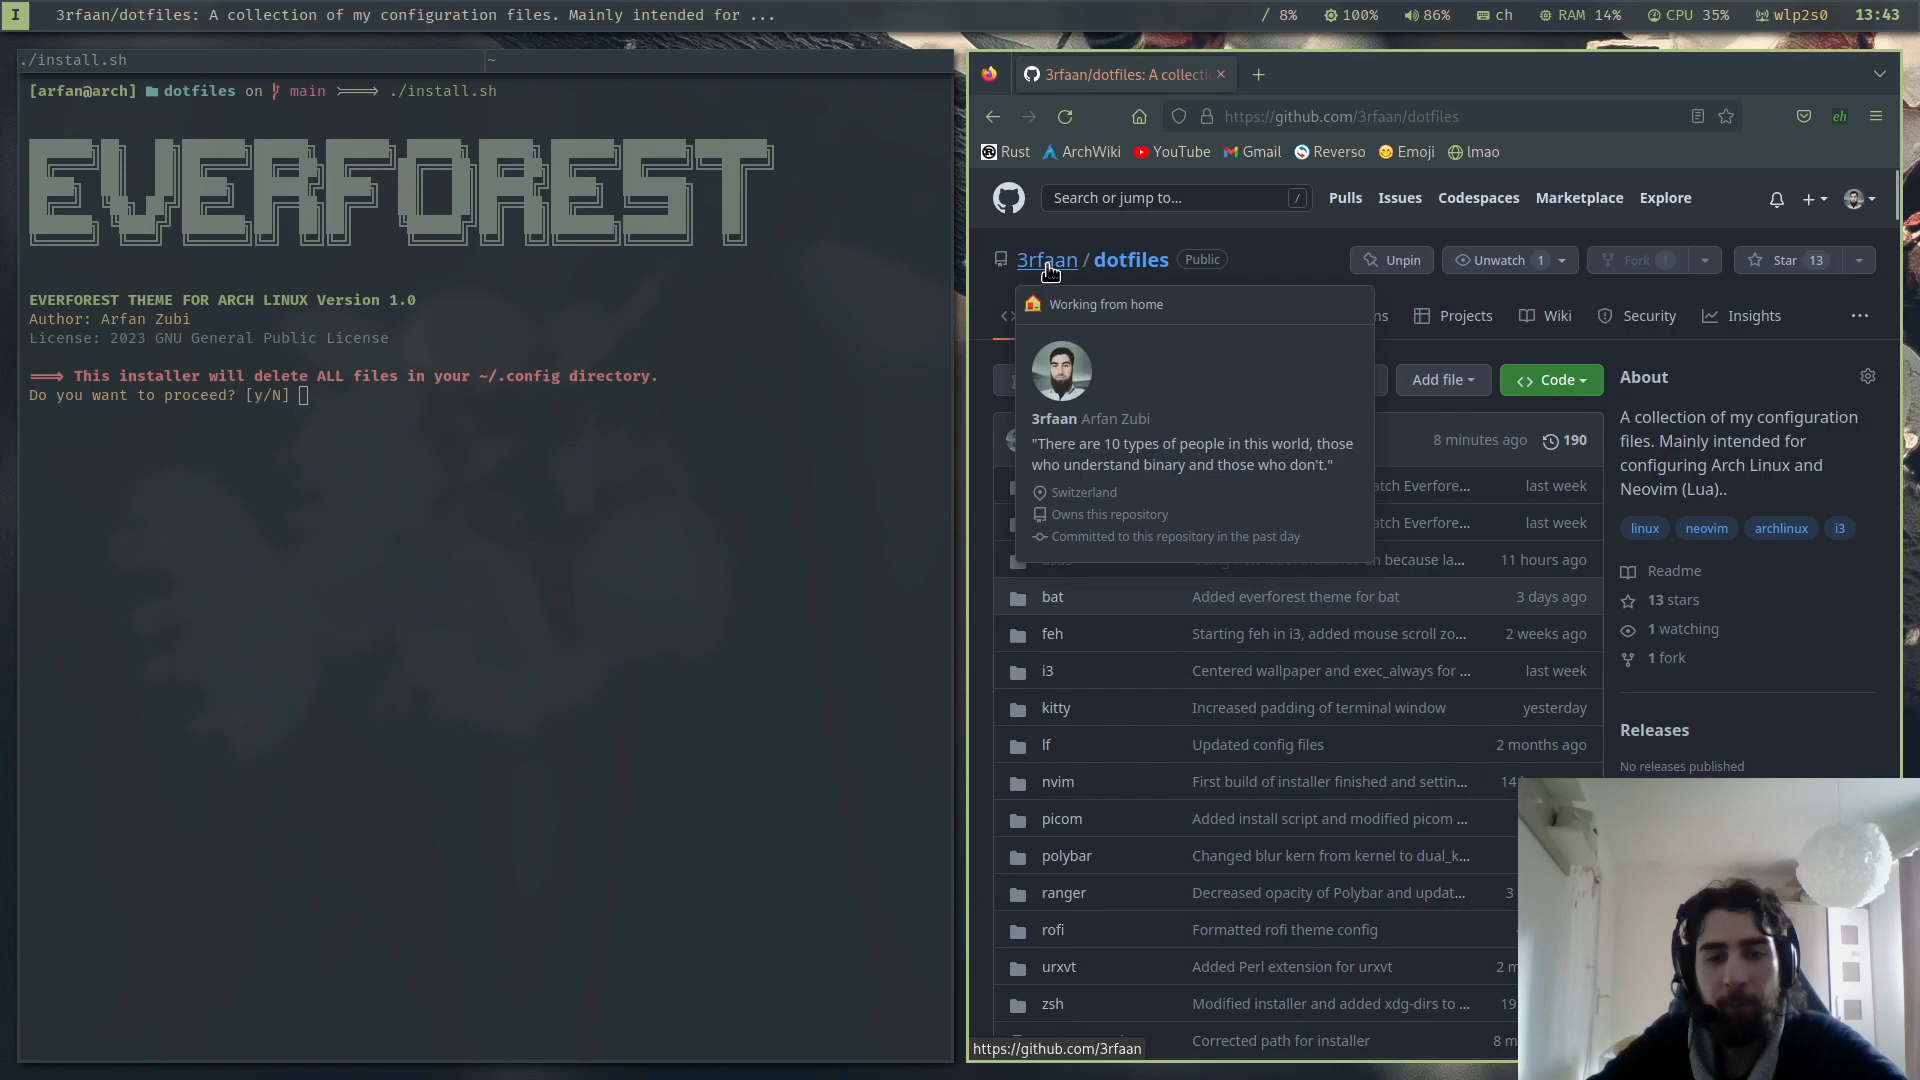 I
3rfaan/dotfiles: A collection of my configuration files. Mainly intended for ...
/ 8%
100%
86%
ch
RAM 14%
CPU 35%
wlp2s0
13:43
./install.sh
~
[arfan@arch] dotfiles on main ./install.sh
EVERFOREST
EVERFOREST THEME FOR ARCH LINUX Version 1.0
Author: Arfan Zubi
License: 2023 GNU General Public License
This installer will delete ALL files in your ~/.config directory.
Do you want to proceed? [y/N]
3rfaan/dotfiles: A collecti
https://github.com/3rfaan/dotfiles
eh
Rust
ArchWiki
YouTube
Gmail
Reverso
Emoji
lmao
Search or jump to...
/
Pulls
Issues
Codespaces
Marketplace
Explore
3rfaan / dotfiles
Public
Unpin
Unwatch 1
Fork 1
Star 13
Working from home
3rfaan Arfan Zubi
"There are 10 types of people in this world, those
who understand binary and those who don't."
Switzerland
Owns this repository
Committed to this repository in the past day
ns
Projects
Wiki
Security
Insights
Add file
Code
8 minutes ago
190
atch Everfore...
last week
atch Everfore...
last week
on because la...
11 hours ago
bat
Added everforest theme for bat
3 days ago
feh
Starting feh in i3, added mouse scroll zo...
2 weeks ago
i3
Centered wallpaper and exec_always for ...
last week
kitty
Increased padding of terminal window
yesterday
lf
Updated config files
2 months ago
nvim
First build of installer finished and settin...
14
picom
Added install script and modified picom ...
polybar
Changed blur kern from kernel to dual_k...
ranger
Decreased opacity of Polybar and updat...
3
rofi
Formatted rofi theme config
urxvt
Added Perl extension for urxvt
2 m
zsh
Modified installer and added xdg-dirs to ...
19
Corrected path for installer
8 m
https://github.com/3rfaan
About
A collection of my configuration
files. Mainly intended for
configuring Arch Linux and
Neovim (Lua)..
linux
neovim
archlinux
i3
Readme
13 stars
1 watching
1 fork
Releases
No releases published